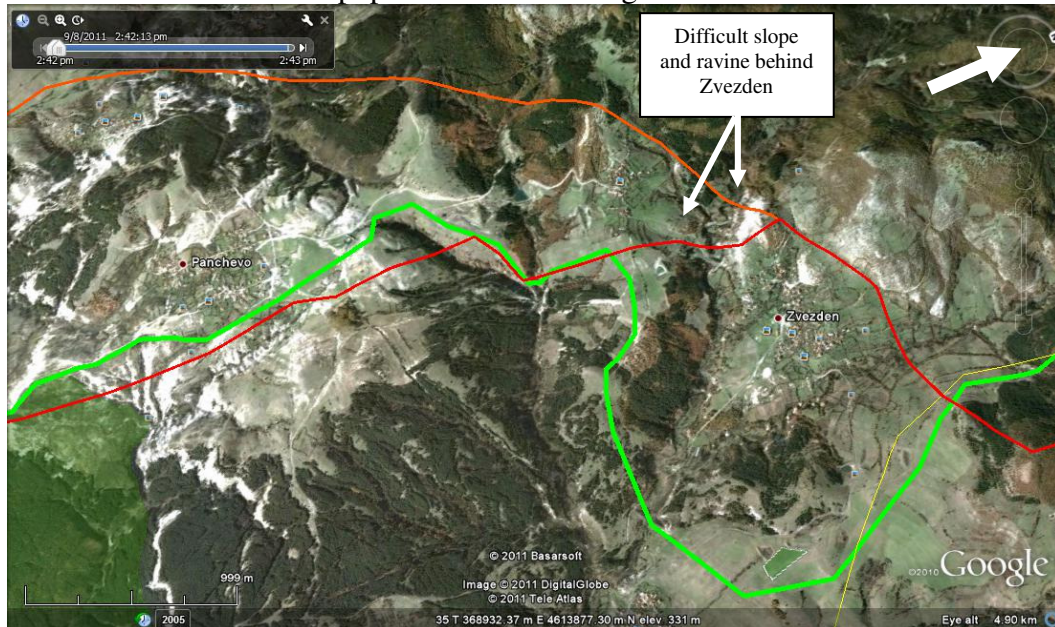 9/8/2011 2:42:13 pm
2:42 pm
2:43 pm
Difficult slope
and ravine behind
Zvezden
Panchevo
Zvezden
© 2011 Basarsoft
Image © 2011 DigitalGlobe
© 2011 Tele Atlas
©2010 Google
999 m
2005
35 T 368932.37 m E 4613877.30 m N elev 331 m
Eye alt 4.90 km